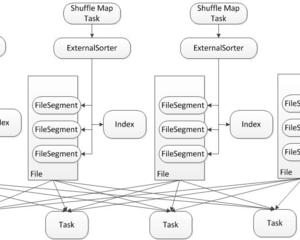 Shuffle Map
Task
Shuffle Map
Task
ExternalSorter
ExternalSorter
FileSegment
FileSegment
FileSegment
File
Index
FileSegment
FileSegment
FileSegment
File
Index
File
Task
Task
Task